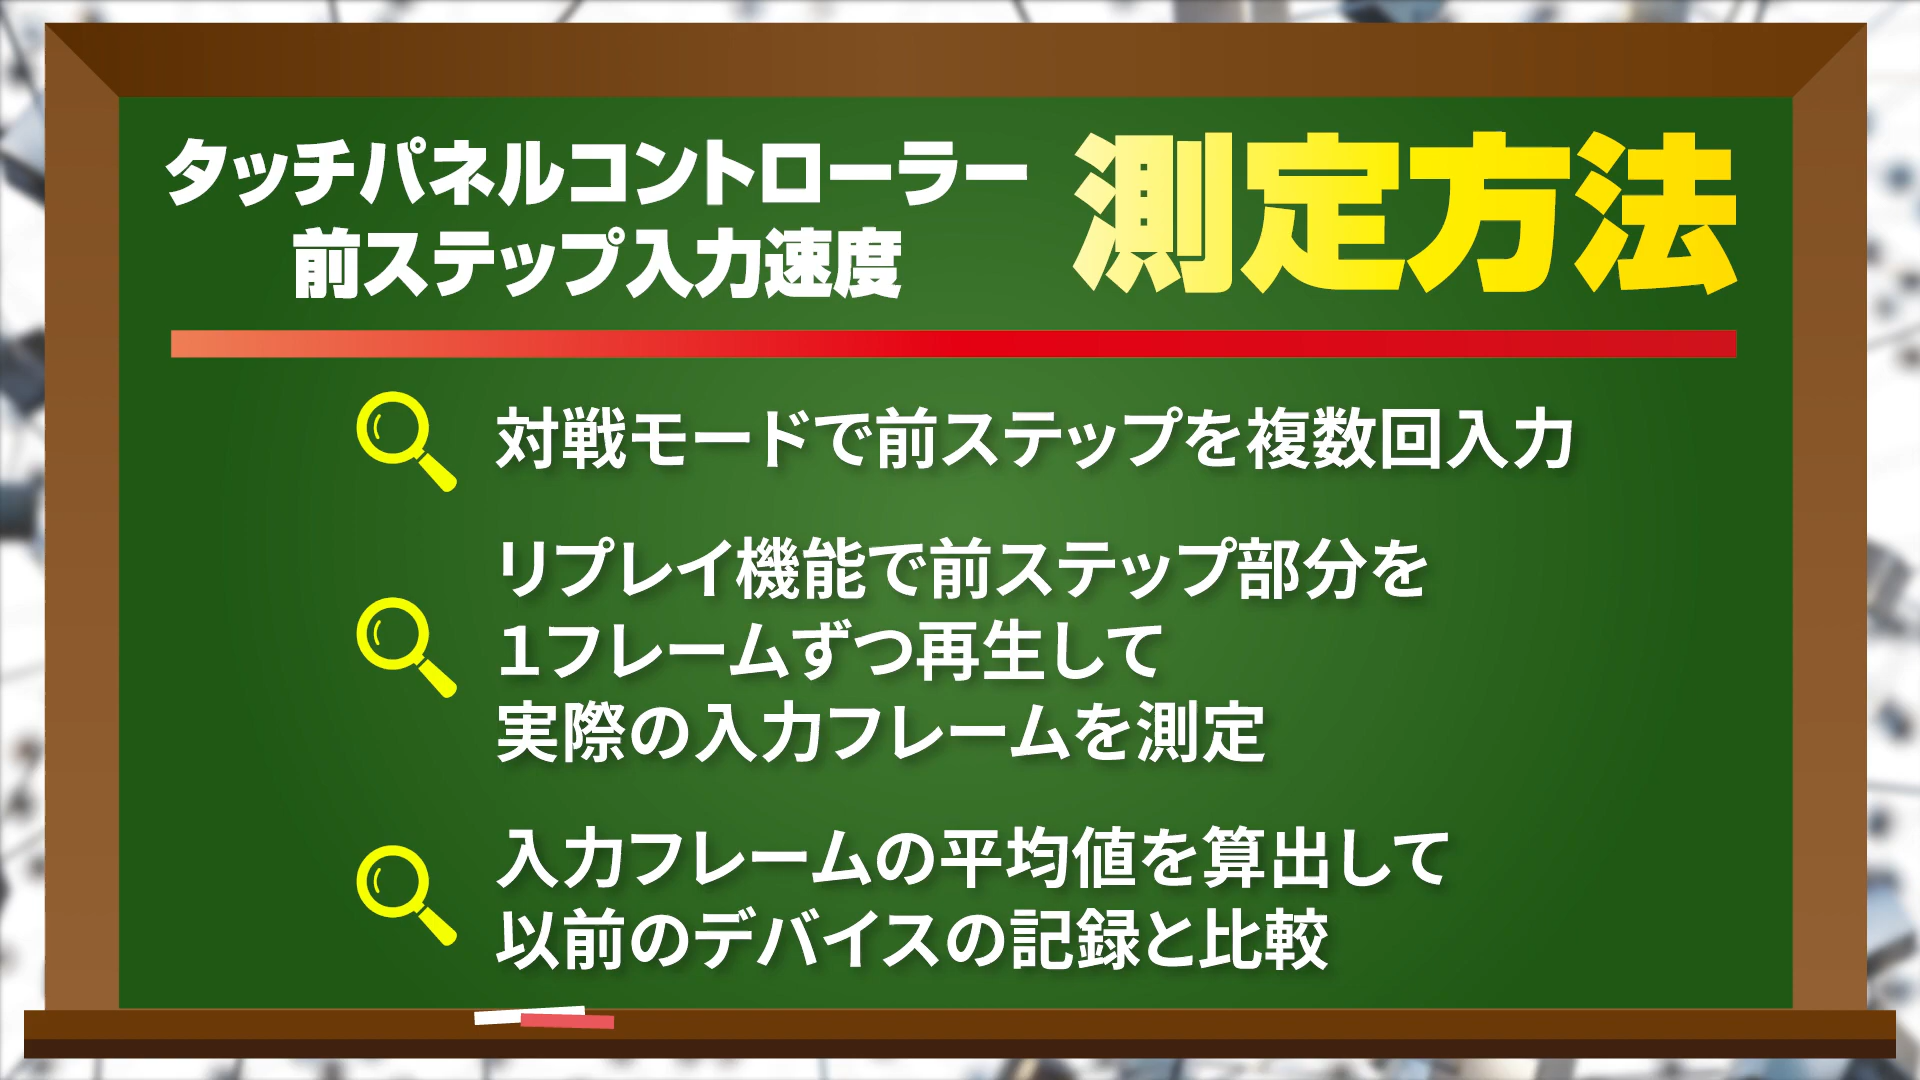 タッチパネルコントローラー
前ステップ入力速度
測定方法
対戦モードで前ステップを複数回入力
リプレイ機能で前ステップ部分を
1フレームずつ再生して
実際の入力フレームを測定
入力フレームの平均値を算出して
以前のデバイスの記録と比較